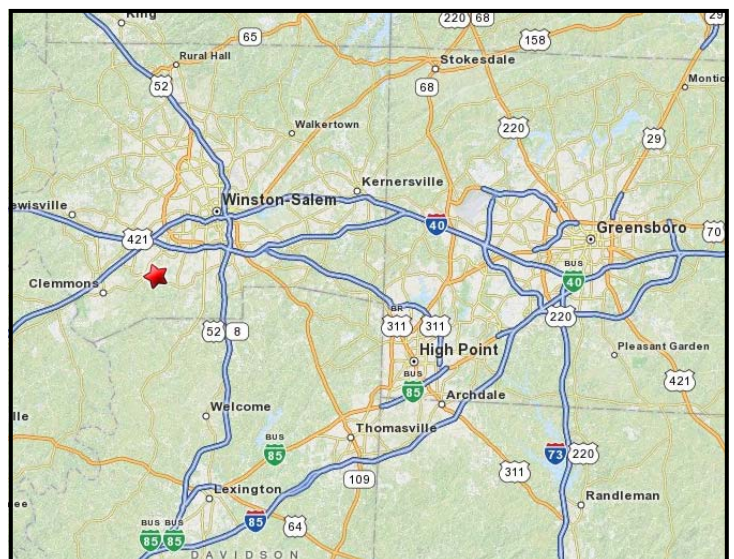 King
220 68
29
65
158
Rural Hall
Stokesdale
52
68
Montic
Walkertown
220
29
Kernersville
ewisville
Winston-Salem
40
Greensboro
70
421
Clemmons
BUS
40
BR
311 311
220
52 8
High Point
Pleasant Garden
BUS
85
421
Archdale
Welcome
Thomasville
BUS
85
73 220
311
109
Lexington
Randleman
lle
ee
BUS BUS
85 85
85
64
DAVIDSON